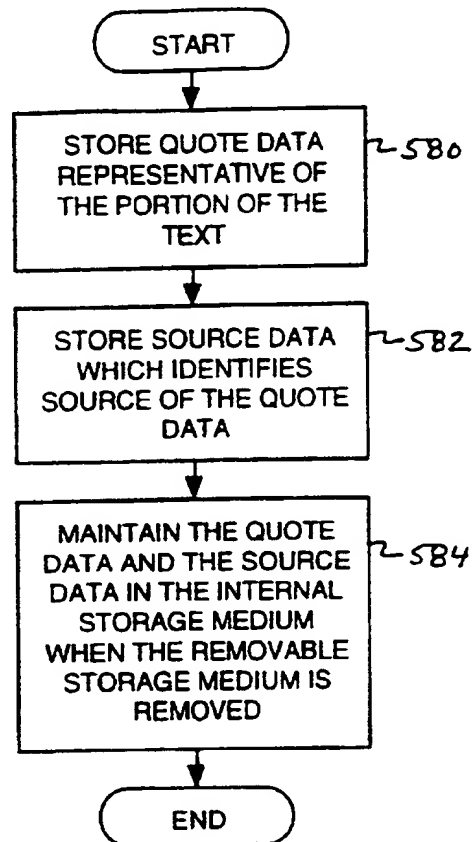 START
STORE QUOTE DATA
REPRESENTATIVE OF
THE PORTION OF THE
TEXT
580
STORE SOURCE DATA
WHICH IDENTIFIES
SOURCE OF THE QUOTE
DATA
582
MAINTAIN THE QUOTE
DATA AND THE SOURCE
DATA IN THE INTERNAL
STORAGE MEDIUM
WHEN THE REMOVABLE
STORAGE MEDIUM IS
REMOVED
584
END